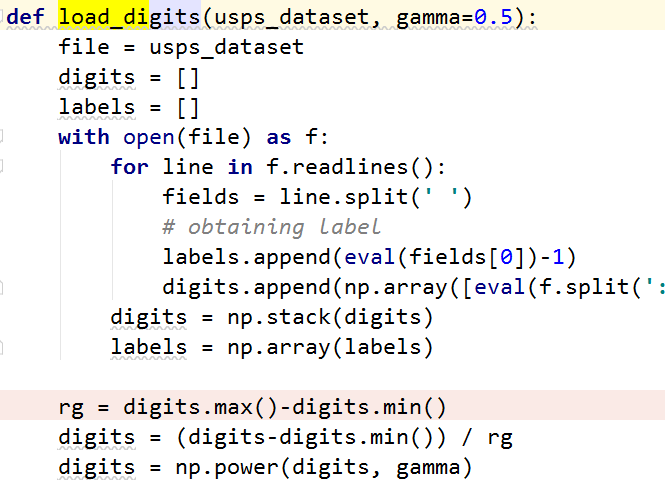 def load_digits(usps_dataset, gamma=0.5):
    file = usps_dataset
    digits = []
    labels = []
    with open(file) as f:
        for line in f.readlines():
            fields = line.split(' ')
            # obtaining label
            labels.append(eval(fields[0])-1)
            digits.append(np.array([eval(f.split(':
        digits = np.stack(digits)
        labels = np.array(labels)
    rg = digits.max()-digits.min()
    digits = (digits-digits.min()) / rg
    digits = np.power(digits, gamma)